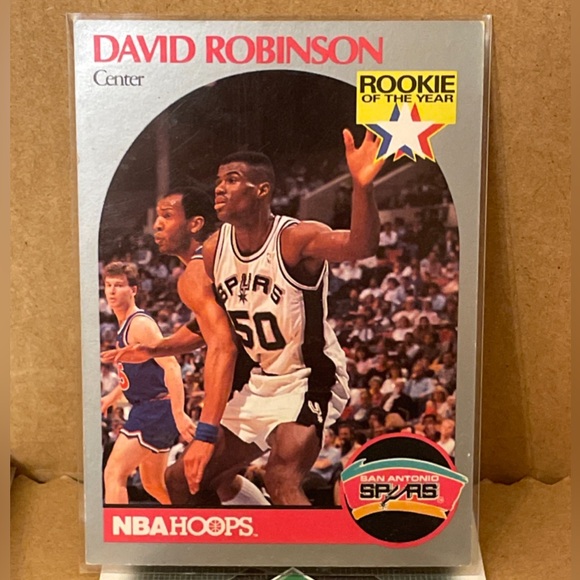 DAVID ROBINSON
Center
ROOKIE
OF THE YEAR
SPURS
50
SAN ANTONIO
SPURS
NBA HOOPS